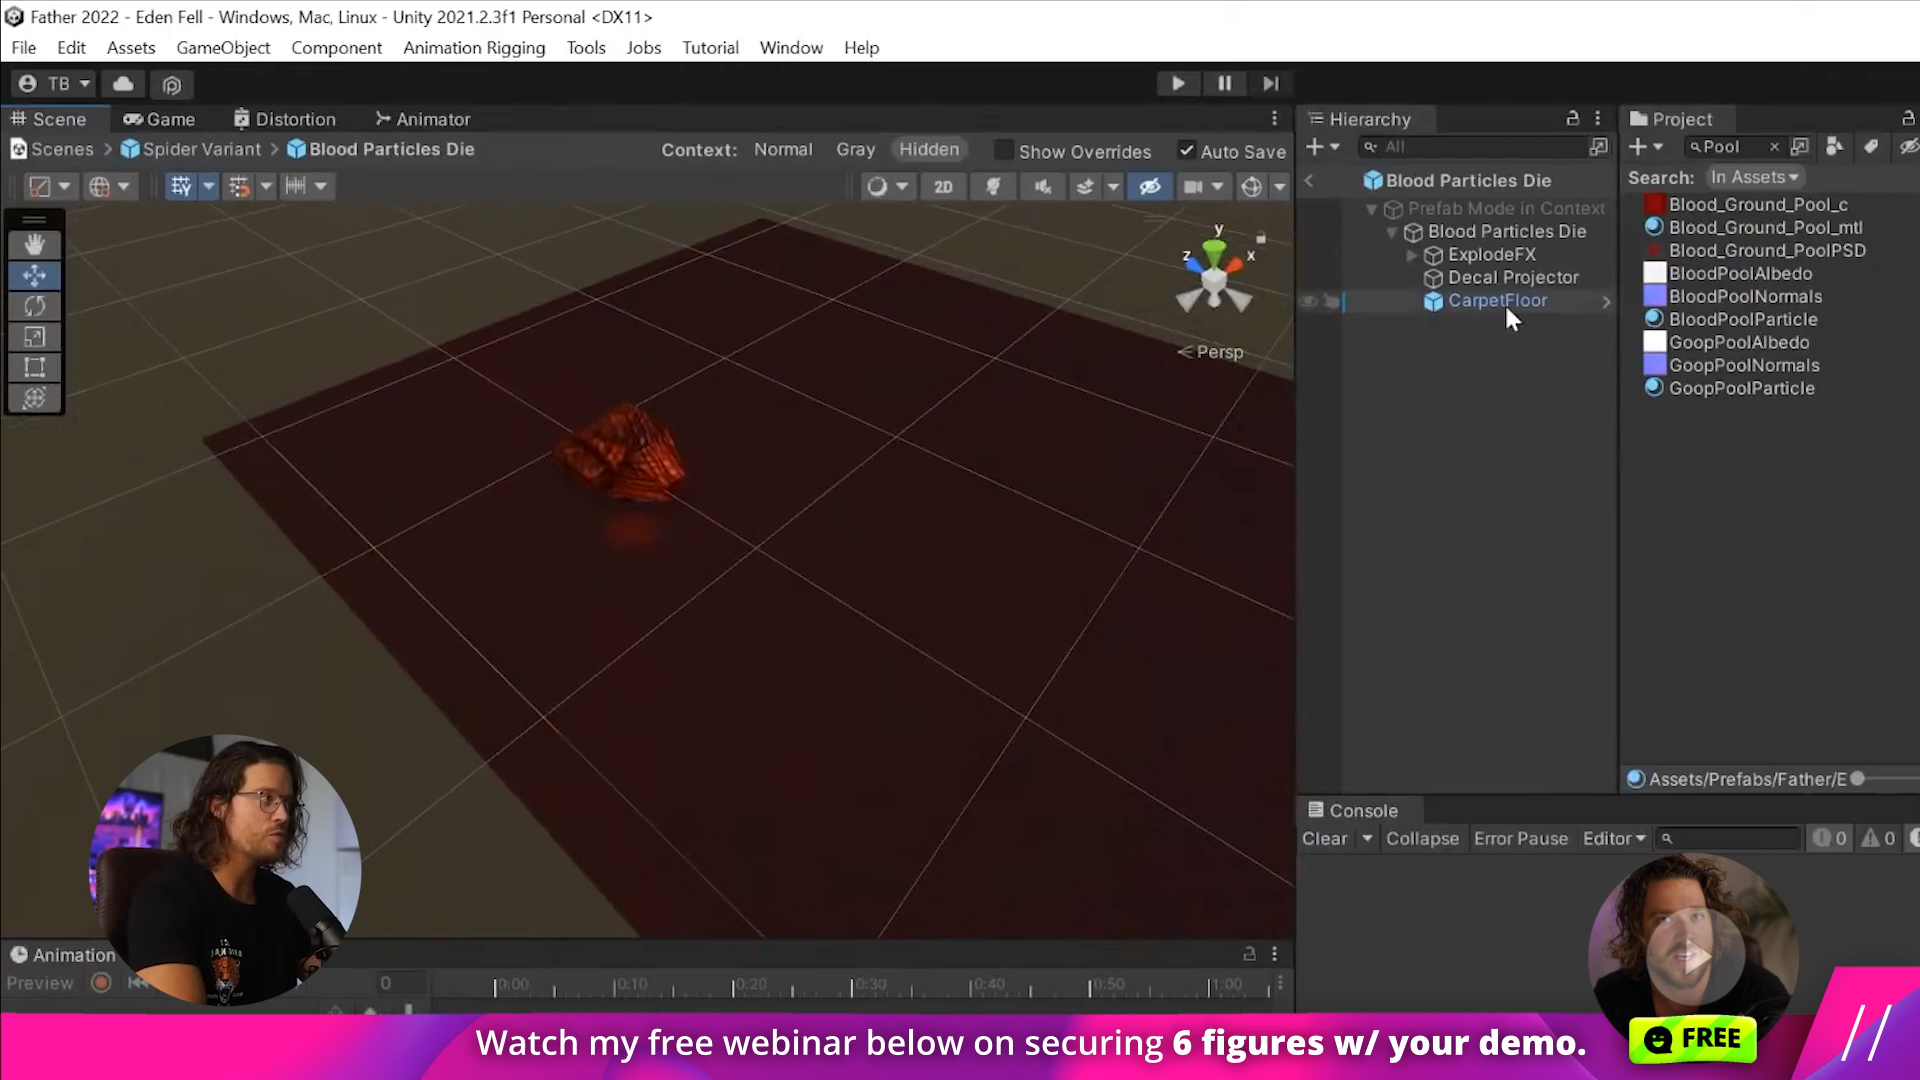 Father 2022 - Eden Fell - Windows, Mac, Linux - Unity 2021.2.3f1 Personal <DX11>
File Edit Assets GameObject Component Animation Rigging Tools Jobs Tutorial Window Help
TB
Scene Game Distortion Animator
Scenes > Spider Variant > Blood Particles Die Context: Normal Gray Hidden Show Overrides Auto Save
2D
y
z
x
Persp
Hierarchy
All
Blood Particles Die
Prefab Mode in Context
Blood Particles Die
ExplodeFX
Decal Projector
CarpetFloor
Project
Pool
Search: In Assets
Blood_Ground_Pool_c
Blood_Ground_Pool_mtl
Blood_Ground_PoolPSD
BloodPoolAlbedo
BloodPoolNormals
BloodPoolParticle
GoopPoolAlbedo
GoopPoolNormals
GoopPoolParticle
Assets/Prefabs/Father/E
Console
Clear Collapse Error Pause Editor 0 0
Animation
Preview 0 0:00 0:10 0:20 0:30 0:40 0:50 1:00
Watch my free webinar below on securing 6 figures w/ your demo.
FREE
//